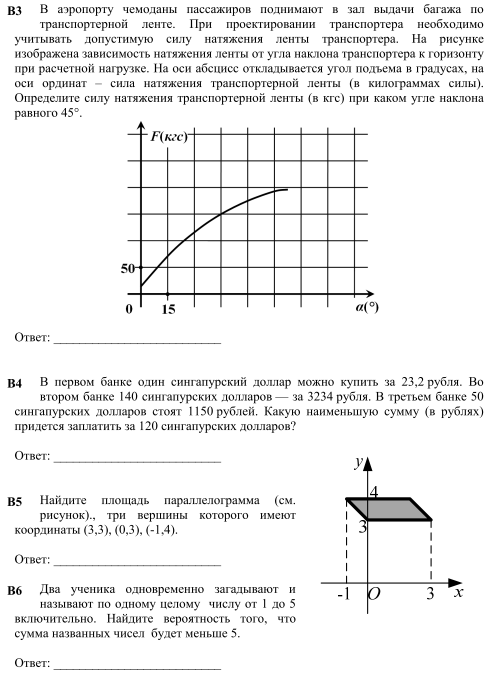 В3 В аэропорту чемоданы пассажиров поднимают в зал выдачи багажа по
транспортерной ленте. При проектировании транспортера необходимо
учитывать допустимую силу натяжения ленты транспортера. На рисунке
изображена зависимость натяжения ленты от угла наклона транспортера к горизонту
при расчетной нагрузке. На оси абсцисс откладывается угол подъема в градусах, на
оси ординат – сила натяжения транспортерной ленты (в килограммах силы).
Определите силу натяжения транспортерной ленты (в кгс) при каком угле наклона
равного 45°.
F(кгс)
50
0 15 α(°)
Ответ: __________________________
В4 В первом банке один сингапурский доллар можно купить за 23,2 рубля. Во
втором банке 140 сингапурских долларов — за 3234 рубля. В третьем банке 50
сингапурских долларов стоят 1150 рублей. Какую наименьшую сумму (в рублях)
придется заплатить за 120 сингапурских долларов?
Ответ: __________________________
В5 Найдите площадь параллелограмма (см.
рисунок)., три вершины которого имеют
координаты (3,3), (0,3), (-1,4).
Ответ: __________________________
y
4
3
-1 O 3 x
В6 Два ученика одновременно загадывают и
называют по одному целому числу от 1 до 5
включительно. Найдите вероятность того, что
сумма названных чисел будет меньше 5.
Ответ: __________________________